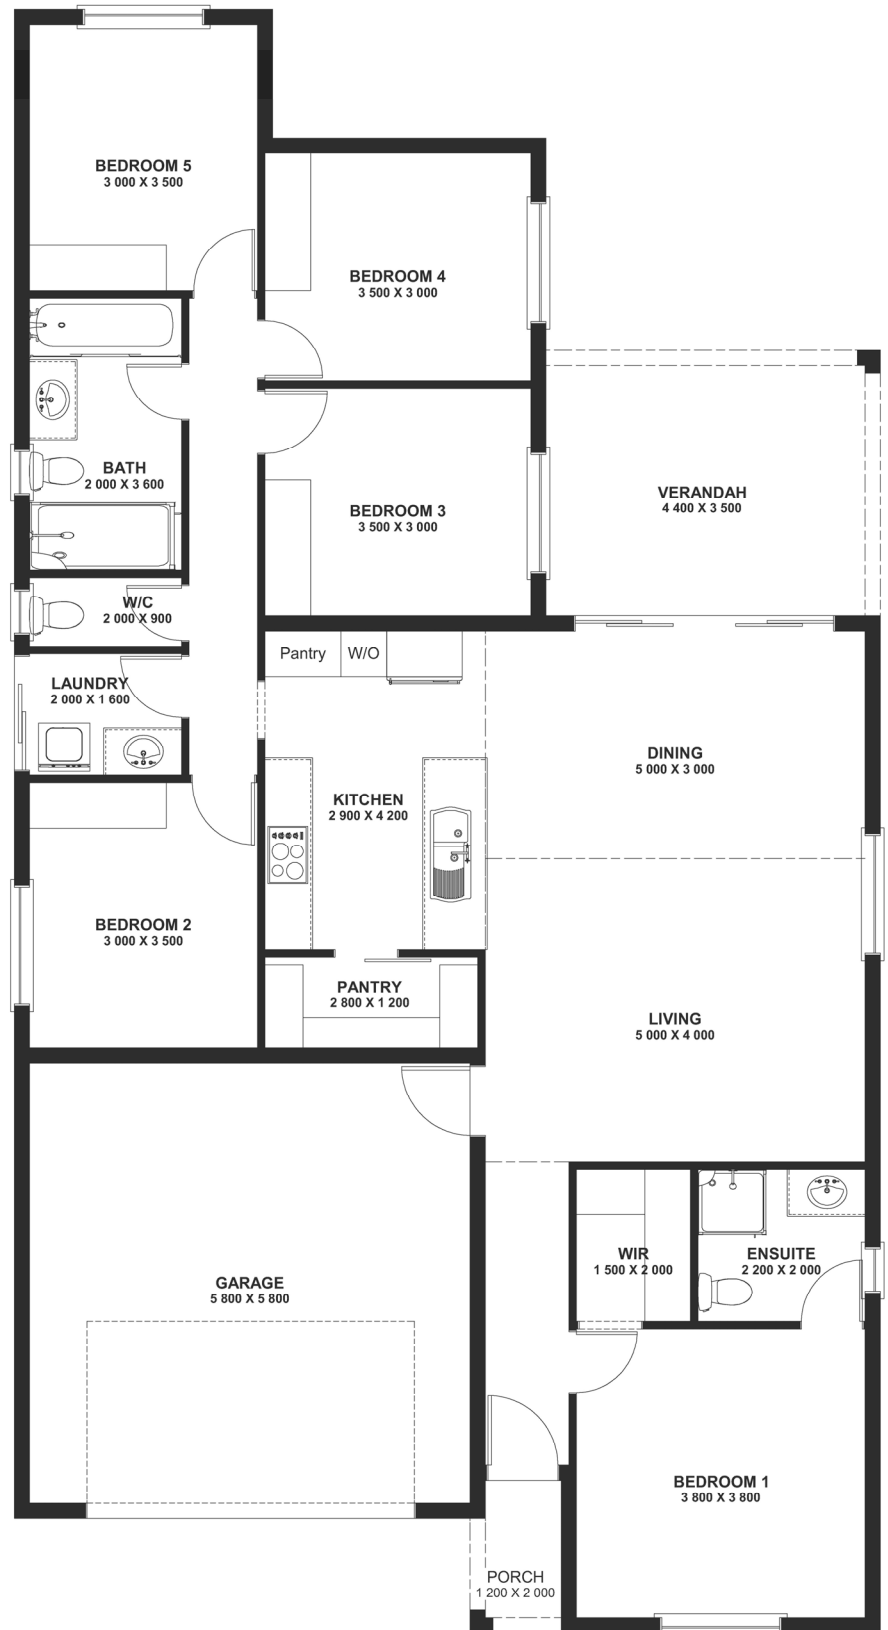 BEDROOM 5
3 000 X 3 500
BEDROOM 4
3 500 X 3 000
BATH
2 000 X 3 600
BEDROOM 3
3 500 X 3 000
VERANDAH
4 400 X 3 500
W/C
2 000 X 900
Pantry
W/O
LAUNDRY
2 000 X 1 600
DINING
5 000 X 3 000
KITCHEN
2 900 X 4 200
BEDROOM 2
3 000 X 3 500
PANTRY
2 800 X 1 200
LIVING
5 000 X 4 000
GARAGE
5 800 X 5 800
WIR
1 500 X 2 000
ENSUITE
2 200 X 2 000
BEDROOM 1
3 800 X 3 800
PORCH
1 200 X 2 000